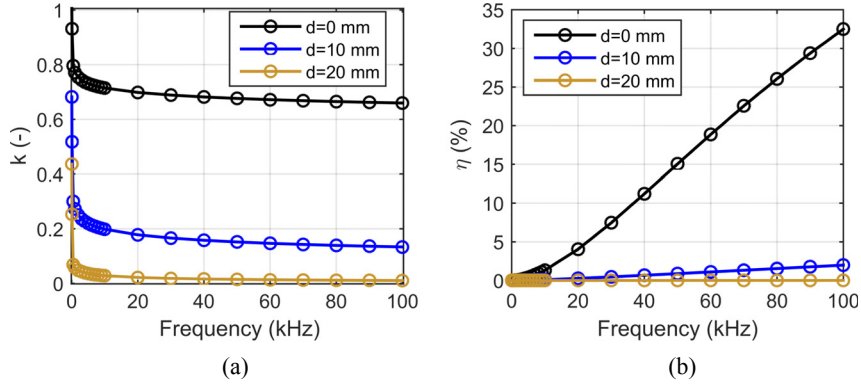 1
0.8
0.6
0.4
0.2
0
k (-)
d=0 mm
d=10 mm
d=20 mm
0 20 40 60 80 100
Frequency (kHz)
(a)
35
30
25
20
15
10
5
0
η (%)
d=0 mm
d=10 mm
d=20 mm
0 20 40 60 80 100
Frequency (kHz)
(b)